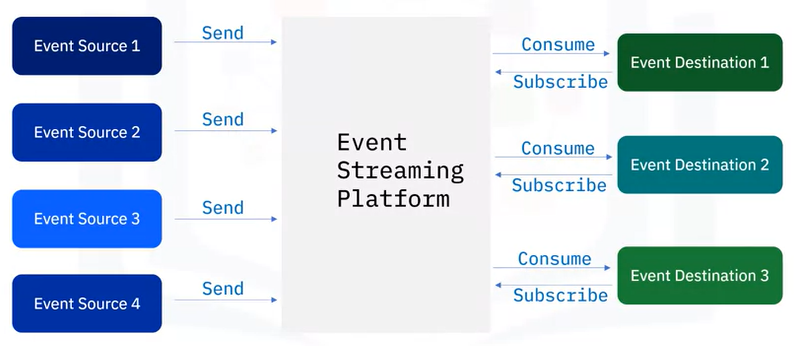 Event Source 1
Send
Event Source 2
Send
Event Source 3
Send
Event Source 4
Send
Event
Streaming
Platform
Consume
Subscribe
Event Destination 1
Consume
Subscribe
Event Destination 2
Consume
Subscribe
Event Destination 3